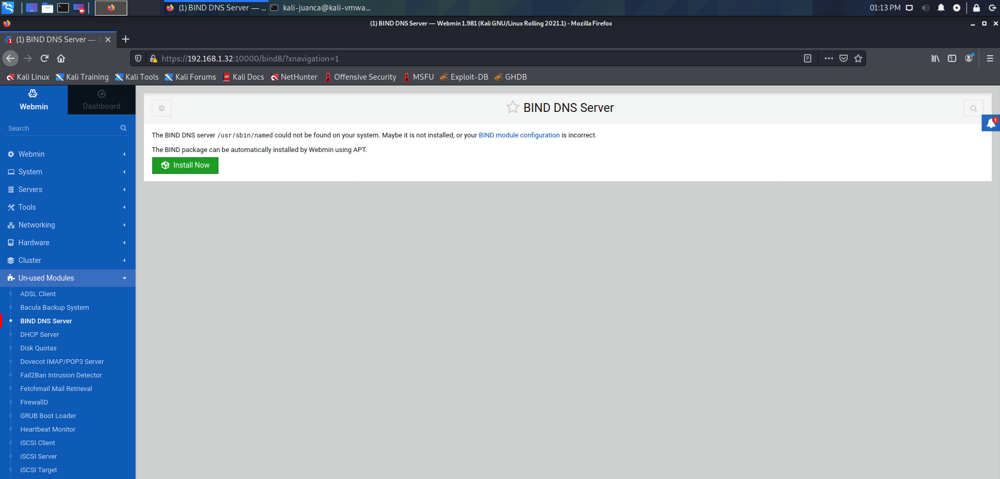 (1) BIND DNS Server — ...
kali-juanca@kali-vmwa...
01:13 PM
(1) BIND DNS Server — Webmin 1.981 (Kali GNU/Linux Rolling 2021.1) - Mozilla Firefox
1
(1) BIND DNS Server —
https://192.168.1.32:10000/bind8/?xnavigation=1
Kali Linux
Kali Training
Kali Tools
Kali Forums
Kali Docs
NetHunter
Offensive Security
MSFU
Exploit-DB
GHDB
Webmin
Dashboard
Search
Webmin
System
Servers
Tools
Networking
Hardware
Cluster
Un-used Modules
ADSL Client
Bacula Backup System
BIND DNS Server
DHCP Server
Disk Quotas
Dovecot IMAP/POP3 Server
Fail2Ban Intrusion Detector
Fetchmail Mail Retrieval
FirewallD
GRUB Boot Loader
Heartbeat Monitor
iSCSI Client
iSCSI Server
iSCSI Target
BIND DNS Server
1
The BIND DNS server /usr/sbin/named could not be found on your system. Maybe it is not installed, or your BIND module configuration is incorrect.
The BIND package can be automatically installed by Webmin using APT.
Install Now